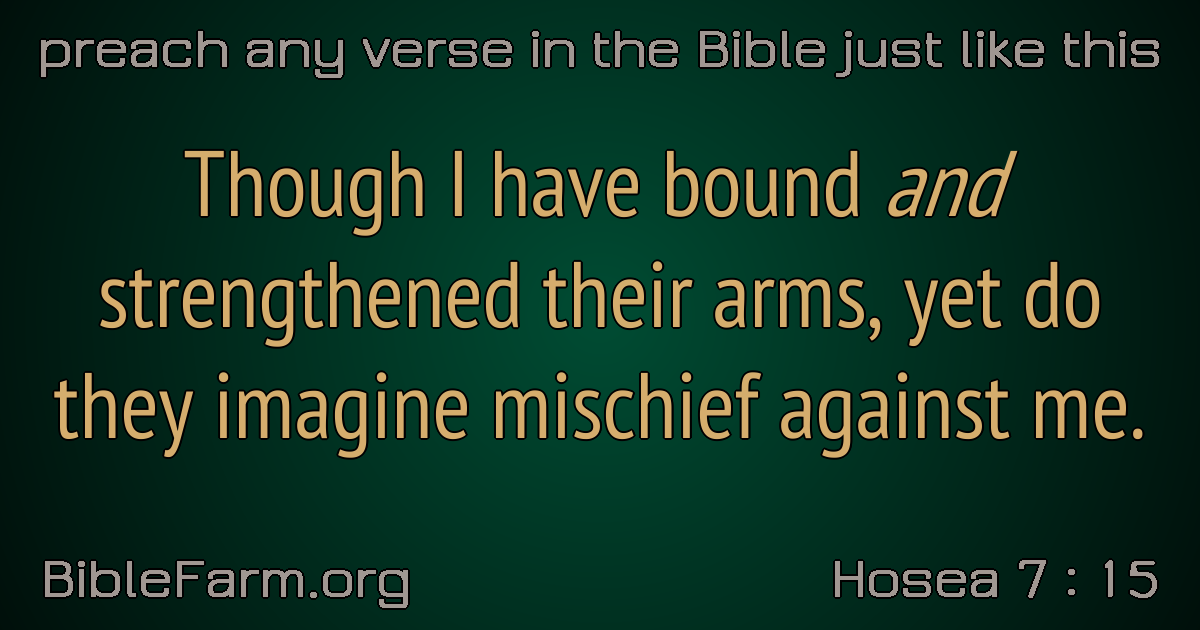 preach any verse in the Bible just like this
Though I have bound and
strengthened their arms, yet do
they imagine mischief against me.
BibleFarm.org
Hosea 7 : 15